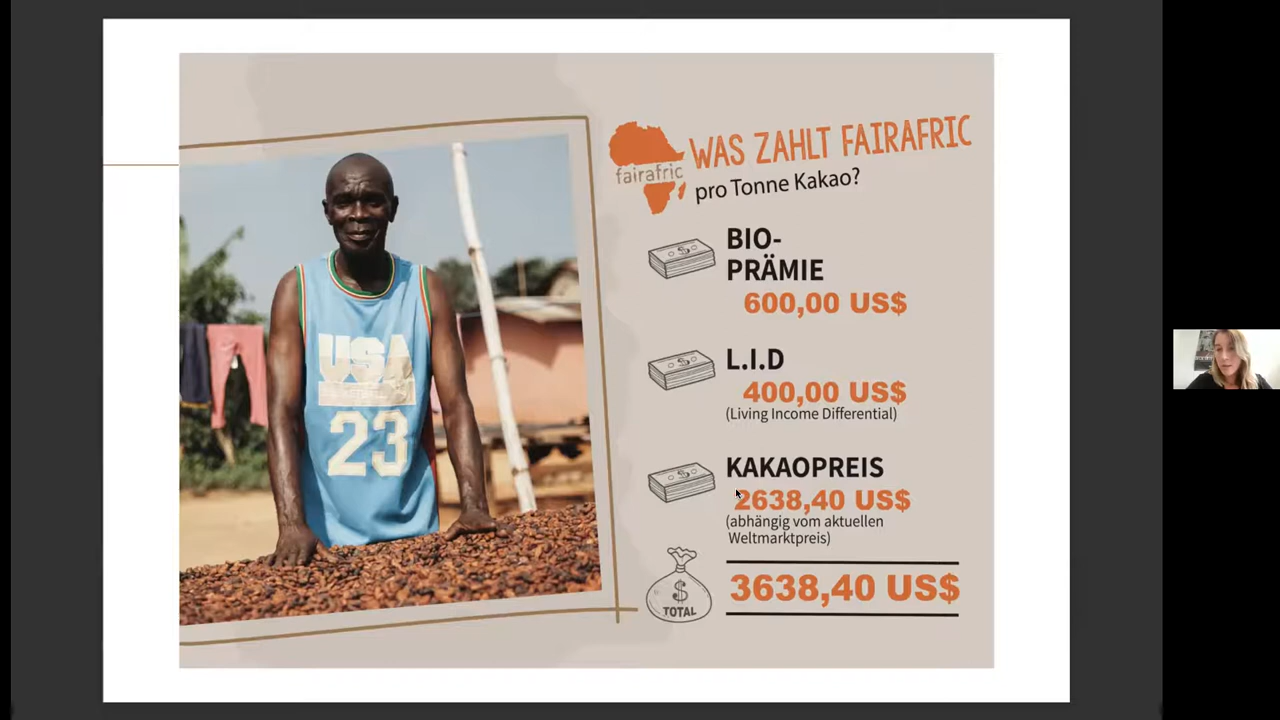 WAS ZAHLT FAIRAFRIC
fairafric
pro Tonne Kakao?
BIO-
PRÄMIE
600,00 US$
L.I.D
400,00 US$
(Living Income Differential)
KAKAOPREIS
2638,40 US$
(abhängig vom aktuellen
Weltmarktpreis)
TOTAL
3638,40 US$
USA
23